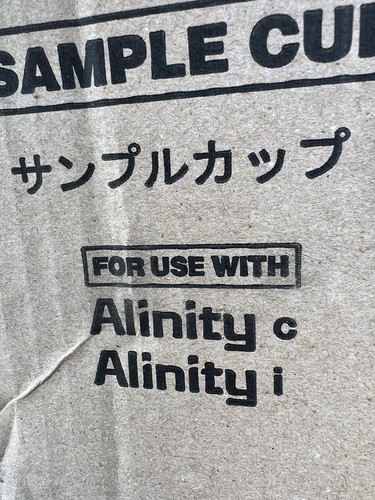 SAMPLE CU
サンプルカップ
FOR USE WITH
Alinity c
Alinity i